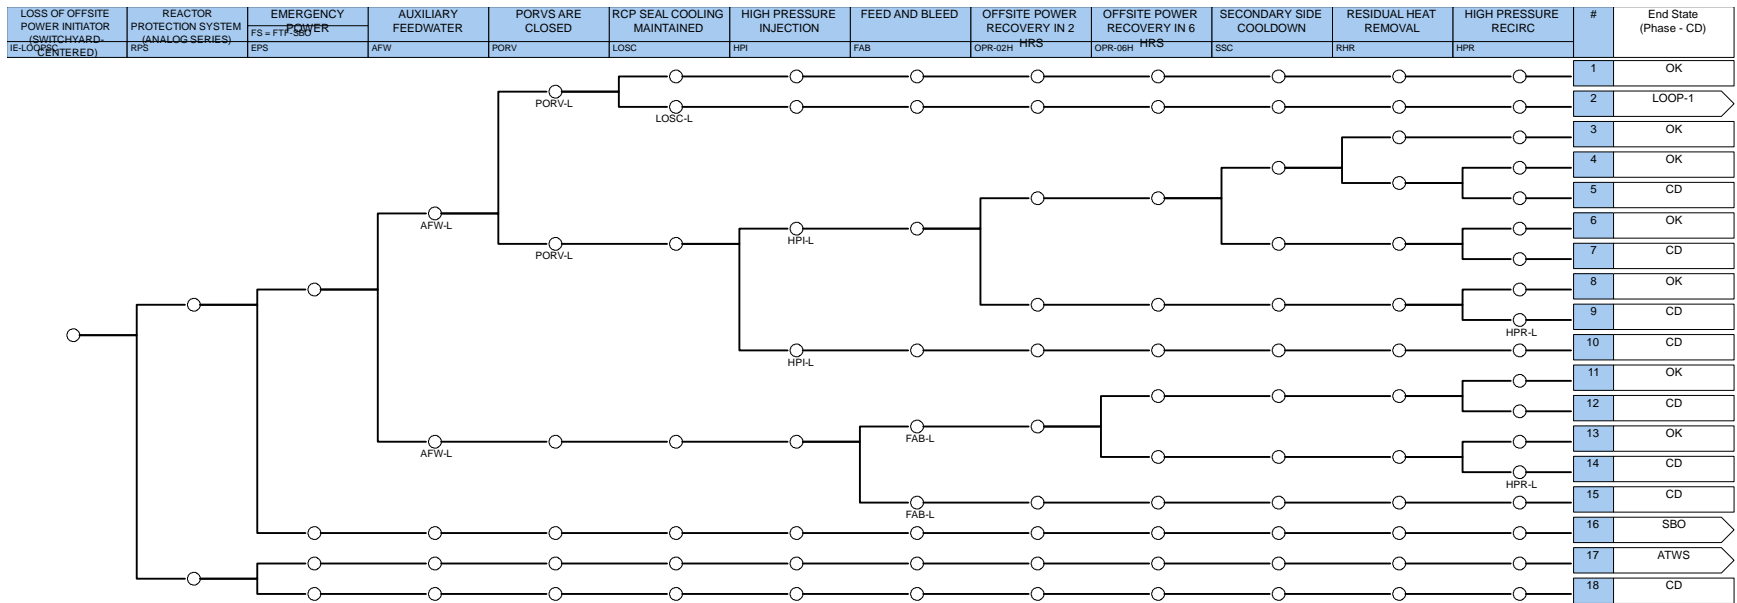 LOSS OF OFFSITE
POWER INITIATOR
(SWITCHYARD-
CENTERED)
IE-LOOPSC
REACTOR
PROTECTION SYSTEM
(ANALOG SERIES)
RPS
EMERGENCY
POWER
FS = FTF-SBO
EPS
AUXILIARY
FEEDWATER
AFW
PORVS ARE
CLOSED
PORV
RCP SEAL COOLING
MAINTAINED
LOSC
HIGH PRESSURE
INJECTION
HPI
FEED AND BLEED
FAB
OFFSITE POWER
RECOVERY IN 2
HRS
OPR-02H
OFFSITE POWER
RECOVERY IN 6
HRS
OPR-06H
SECONDARY SIDE
COOLDOWN
SSC
RESIDUAL HEAT
REMOVAL
RHR
HIGH PRESSURE
RECIRC
HPR
#
End State
(Phase - CD)
1 OK
PORV-L
2 LOOP-1
LOSC-L
3 OK
4 OK
5 CD
AFW-L
6 OK
HPI-L
PORV-L
7 CD
8 OK
9 CD
HPR-L
10 CD
HPI-L
11 OK
12 CD
FAB-L
13 OK
AFW-L
14 CD
HPR-L
15 CD
FAB-L
16 SBO
17 ATWS
18 CD